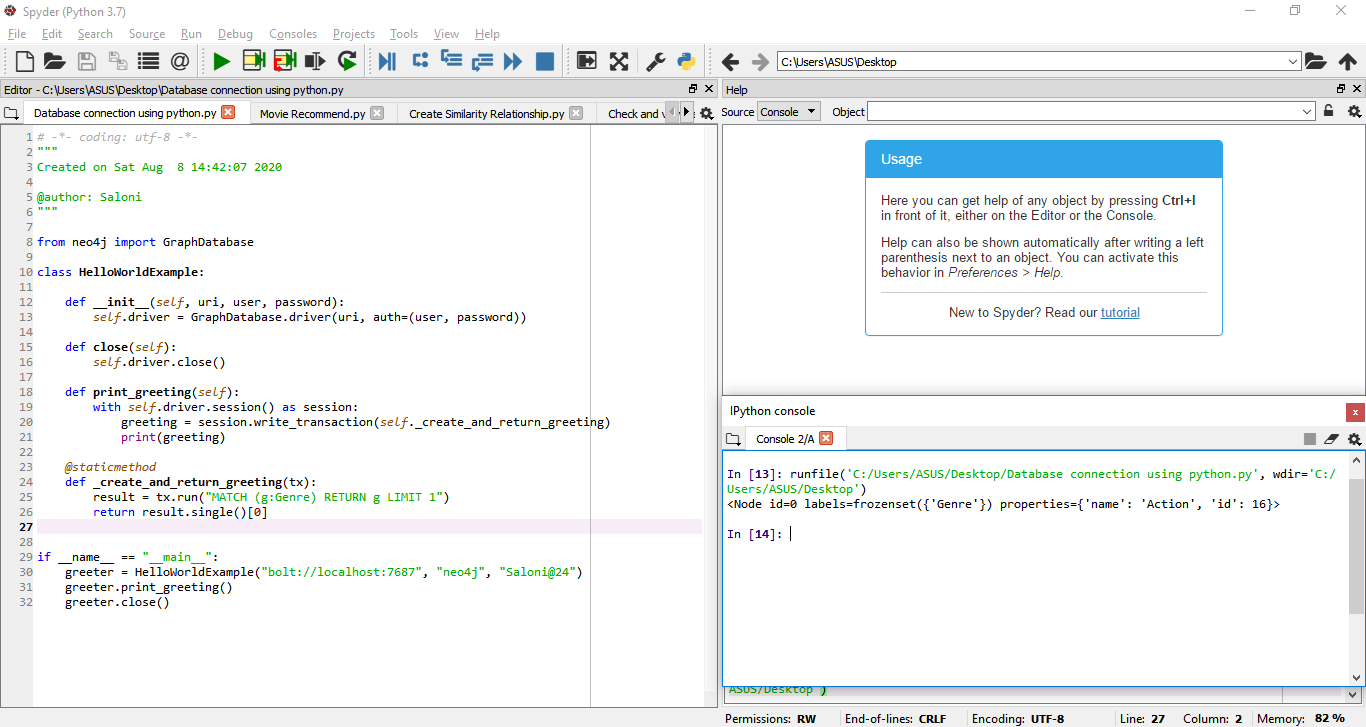 Spyder (Python 3.7)
File Edit Search Source Run Debug Consoles Projects Tools View Help
C:\Users\ASUS\Desktop
Editor - C:\Users\ASUS\Desktop\Database connection using python.py
Database connection using python.py Movie Recommend.py Create Similarity Relationship.py Check and
1 # -*- coding: utf-8 -*-
2 """
3 Created on Sat Aug  8 14:42:07 2020
4
5 @author: Saloni
6 """
7
8 from neo4j import GraphDatabase
9
10 class HelloWorldExample:
11
12     def __init__(self, uri, user, password):
13         self.driver = GraphDatabase.driver(uri, auth=(user, password))
14
15     def close(self):
16         self.driver.close()
17
18     def print_greeting(self):
19         with self.driver.session() as session:
20             greeting = session.write_transaction(self._create_and_return_greeting)
21             print(greeting)
22
23     @staticmethod
24     def _create_and_return_greeting(tx):
25         result = tx.run("MATCH (g:Genre) RETURN g LIMIT 1")
26         return result.single()[0]
27
28
29 if __name__ == "__main__":
30     greeter = HelloWorldExample("bolt://localhost:7687", "neo4j", "Saloni@24")
31     greeter.print_greeting()
32     greeter.close()
Help
Source Console Object
Usage
Here you can get help of any object by pressing Ctrl+I
in front of it, either on the Editor or the Console.
Help can also be shown automatically after writing a left
parenthesis next to an object. You can activate this
behavior in Preferences > Help.
New to Spyder? Read our tutorial
IPython console
Console 2/A
In [13]: runfile('C:/Users/ASUS/Desktop/Database connection using python.py', wdir='C:/
Users/ASUS/Desktop')
<Node id=0 labels=frozenset({'Genre'}) properties={'name': 'Action', 'id': 16}>
In [14]:
ASUS/Desktop')
Permissions: RW End-of-lines: CRLF Encoding: UTF-8 Line: 27 Column: 2 Memory: 82 %